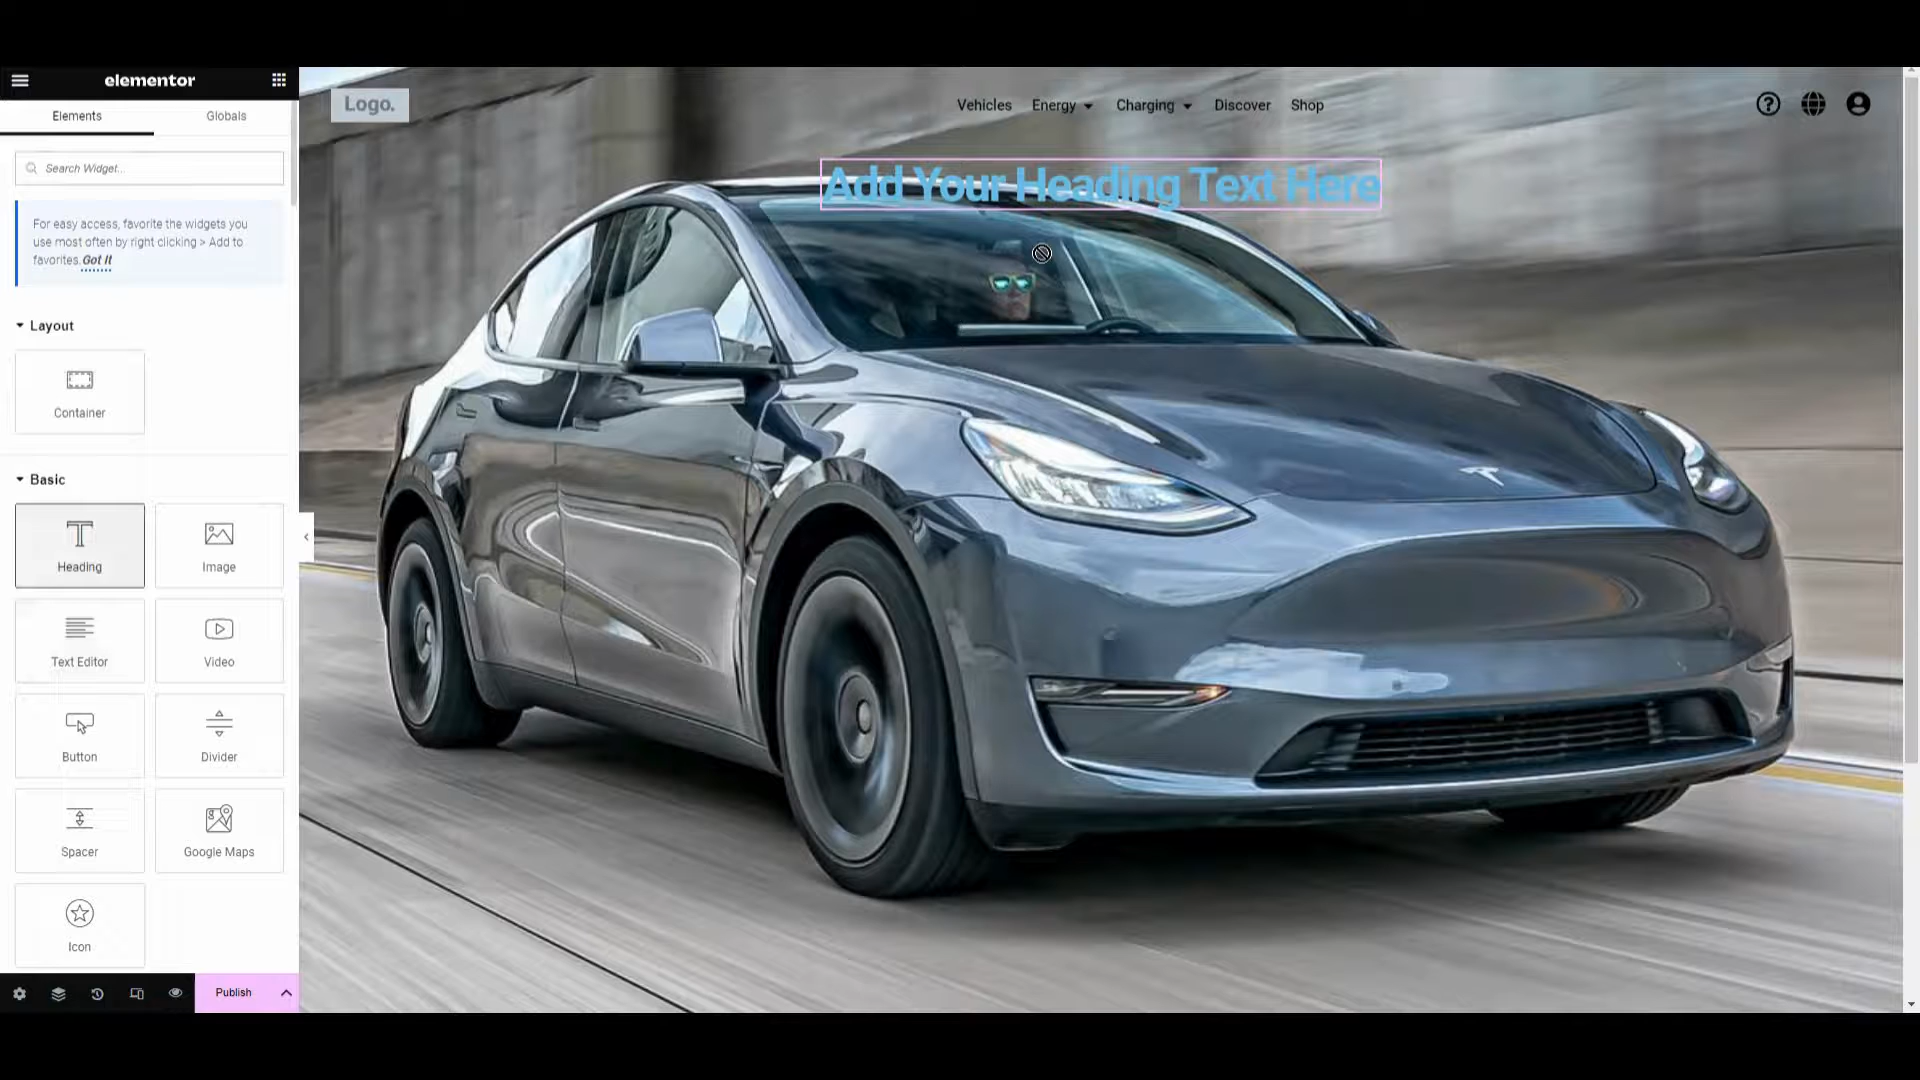 elementor
Elements
Globals
Search Widget...
For easy access, favorite the widgets you
use most often by right clicking > Add to
favorites. Got It
Layout
Container
Basic
Heading
Image
Text Editor
Video
Button
Divider
Spacer
Google Maps
Icon
Publish
Logo.
Vehicles Energy Charging Discover Shop
Add Your Heading Text Here